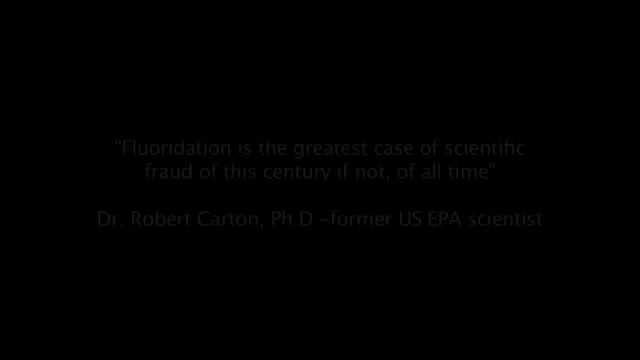 "Fluoridation is the greatest case of scientific
fraud of this century if not, of all time"
Dr. Robert Carton, Ph.D -former US EPA scientist